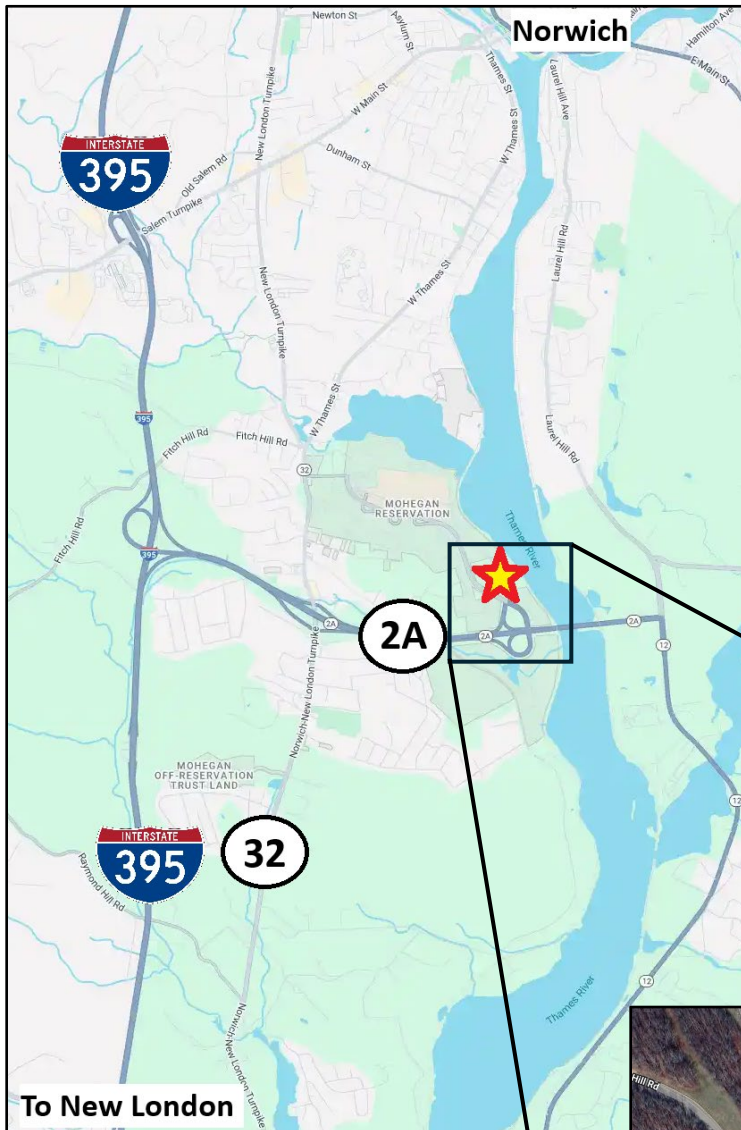 Newton St
Asylum St
Norwich
Hamilton Ave
E Main St
Thames St
Laurel Hill Ave
W Main St
New London Turnpike
W Thames St
Dunham St
INTERSTATE
395
Old Salem Rd
Salem Turnpike
Laurel Hill Rd
W Thames St
New London Turnpike
W Thames St
395
Fitch Hill Rd
Fitch Hill Rd
Laurel Hill Rd
32
MOHEGAN
RESERVATION
Thames River
Fitch Hill Rd
395
2A
2A
2A
2A
12
Norwich-New London Turnpike
MOHEGAN
OFF-RESERVATION
TRUST LAND
12
INTERSTATE
395
32
Raymond Hill Rd
12
Thames River
Norwich-New London Turnpike
Hill Rd
To New London